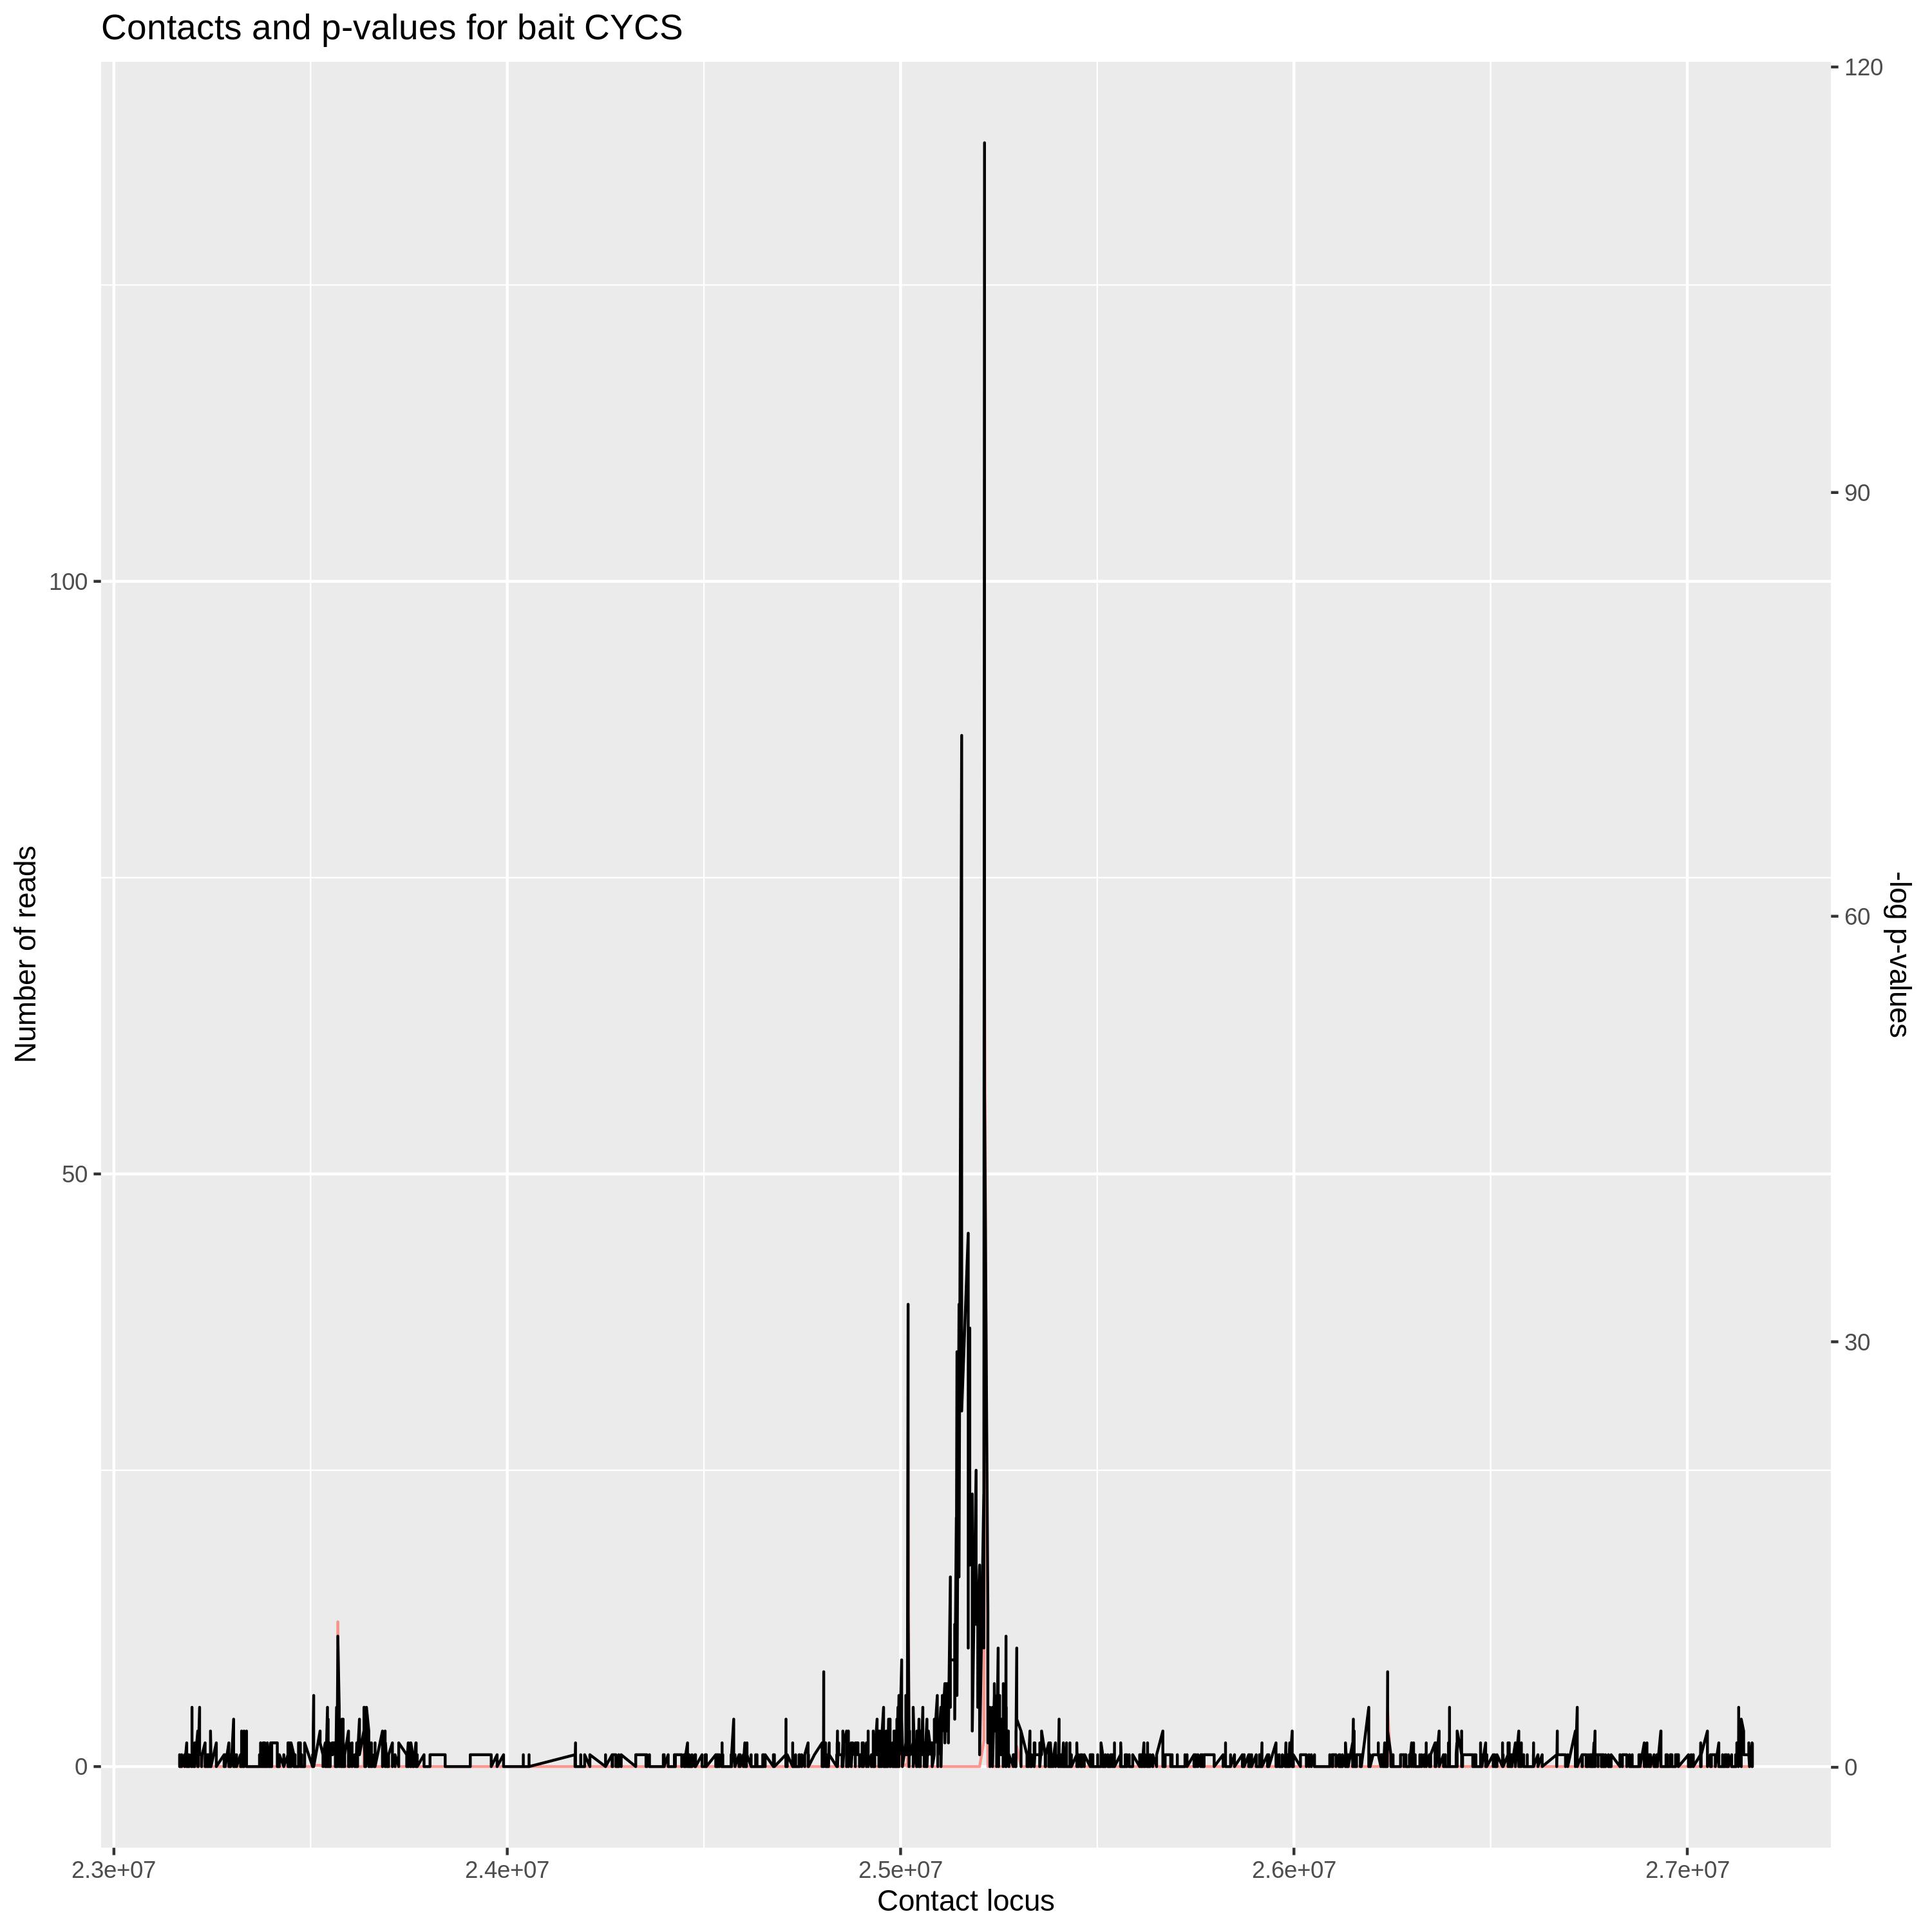 Contacts and p-values for bait CYCS
120
90
100
60
50
30
0
0
Number of reads
-log p-values
2.3e+07
2.4e+07
2.5e+07
2.6e+07
2.7e+07
Contact locus